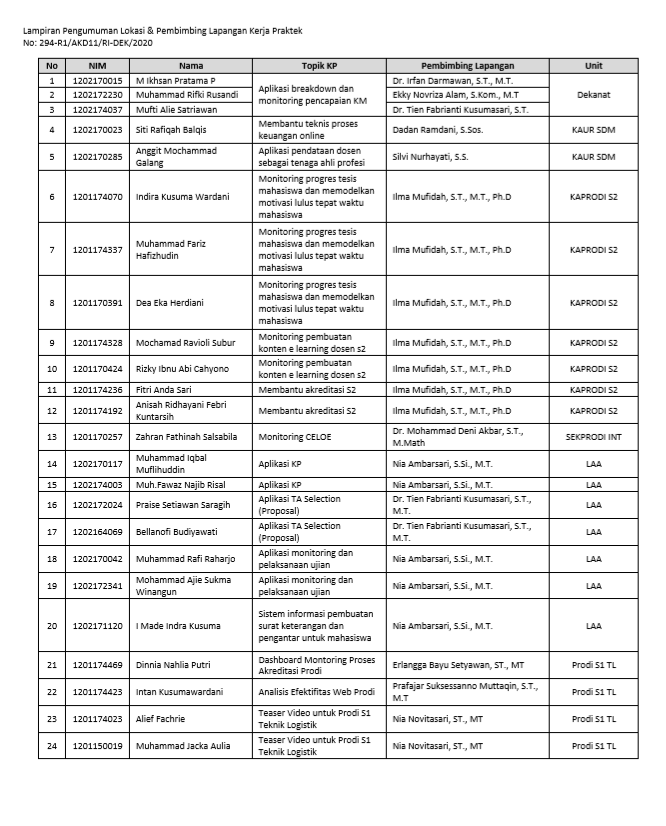 Lampiran Pengumuman Lokasi & Pembimbing Lapangan Kerja Praktek
No: 294-R1/AKD11/RI-DEK/2020
No NIM Nama Topik KP Pembimbing Lapangan Unit
1 1202170015 M Ikhsan Pratama P Aplikasi breakdown dan monitoring pencapaian KM Dr. Irfan Darmawan, S.T., M.T. Dekanat
2 1202172230 Muhammad Rifki Rusandi Ekky Novriza Alam, S.Kom., M.T
3 1202174037 Mufti Alie Satriawan Dr. Tien Fabrianti Kusumasari, S.T.
4 1202170023 Siti Rafiqah Balqis Membantu teknis proses keuangan online Dadan Ramdani, S.Sos. KAUR SDM
5 1202170285 Anggit Mochammad Galang Aplikasi pendataan dosen sebagai tenaga ahli profesi Silvi Nurhayati, S.S. KAUR SDM
6 1201174070 Indira Kusuma Wardani Monitoring progres tesis mahasiswa dan memodelkan motivasi lulus tepat waktu mahasiswa Ilma Mufidah, S.T., M.T., Ph.D KAPRODI S2
7 1201174337 Muhammad Fariz Hafizhudin Monitoring progres tesis mahasiswa dan memodelkan motivasi lulus tepat waktu mahasiswa Ilma Mufidah, S.T., M.T., Ph.D KAPRODI S2
8 1201170391 Dea Eka Herdiani Monitoring progres tesis mahasiswa dan memodelkan motivasi lulus tepat waktu mahasiswa Ilma Mufidah, S.T., M.T., Ph.D KAPRODI S2
9 1201174328 Mochamad Ravioli Subur Monitoring pembuatan konten e learning dosen s2 Ilma Mufidah, S.T., M.T., Ph.D KAPRODI S2
10 1201170424 Rizky Ibnu Abi Cahyono Monitoring pembuatan konten e learning dosen s2 Ilma Mufidah, S.T., M.T., Ph.D KAPRODI S2
11 1201174236 Fitri Anda Sari Membantu akreditasi S2 Ilma Mufidah, S.T., M.T., Ph.D KAPRODI S2
12 1201174192 Anisah Ridhayani Febri Kuntarsih Membantu akreditasi S2 Ilma Mufidah, S.T., M.T., Ph.D KAPRODI S2
13 1201170257 Zahran Fathinah Salsabila Monitoring CELOE Dr. Mohammad Deni Akbar, S.T., M.Math SEKPRODI INT
14 1202170117 Muhammad Iqbal Muflihuddin Aplikasi KP Nia Ambarsari, S.Si., M.T. LAA
15 1202174003 Muh.Fawaz Najib Risal Aplikasi KP Nia Ambarsari, S.Si., M.T. LAA
16 1202172024 Praise Setiawan Saragih Aplikasi TA Selection (Proposal) Dr. Tien Fabrianti Kusumasari, S.T., M.T. LAA
17 1202164069 Bellanofi Budiyawati Aplikasi TA Selection (Proposal) Dr. Tien Fabrianti Kusumasari, S.T., M.T. LAA
18 1202170042 Muhammad Rafi Raharjo Aplikasi monitoring dan pelaksanaan ujian Nia Ambarsari, S.Si., M.T. LAA
19 1202172341 Mohammad Ajie Sukma Winangun Aplikasi monitoring dan pelaksanaan ujian Nia Ambarsari, S.Si., M.T. LAA
20 1202171120 I Made Indra Kusuma Sistem informasi pembuatan surat keterangan dan pengantar untuk mahasiswa Nia Ambarsari, S.Si., M.T. LAA
21 1201174469 Dinnia Nahlia Putri Dashboard Montoring Proses Akreditasi Prodi Erlangga Bayu Setyawan, ST., MT Prodi S1 TL
22 1201174423 Intan Kusumawardani Analisis Efektifitas Web Prodi Prafajar Suksessanno Muttaqin, S.T., M.T Prodi S1 TL
23 1201174023 Alief Fachrie Teaser Video untuk Prodi S1 Teknik Logistik Nia Novitasari, ST., MT Prodi S1 TL
24 1201150019 Muhammad Jacka Aulia Teaser Video untuk Prodi S1 Teknik Logistik Nia Novitasari, ST., MT Prodi S1 TL